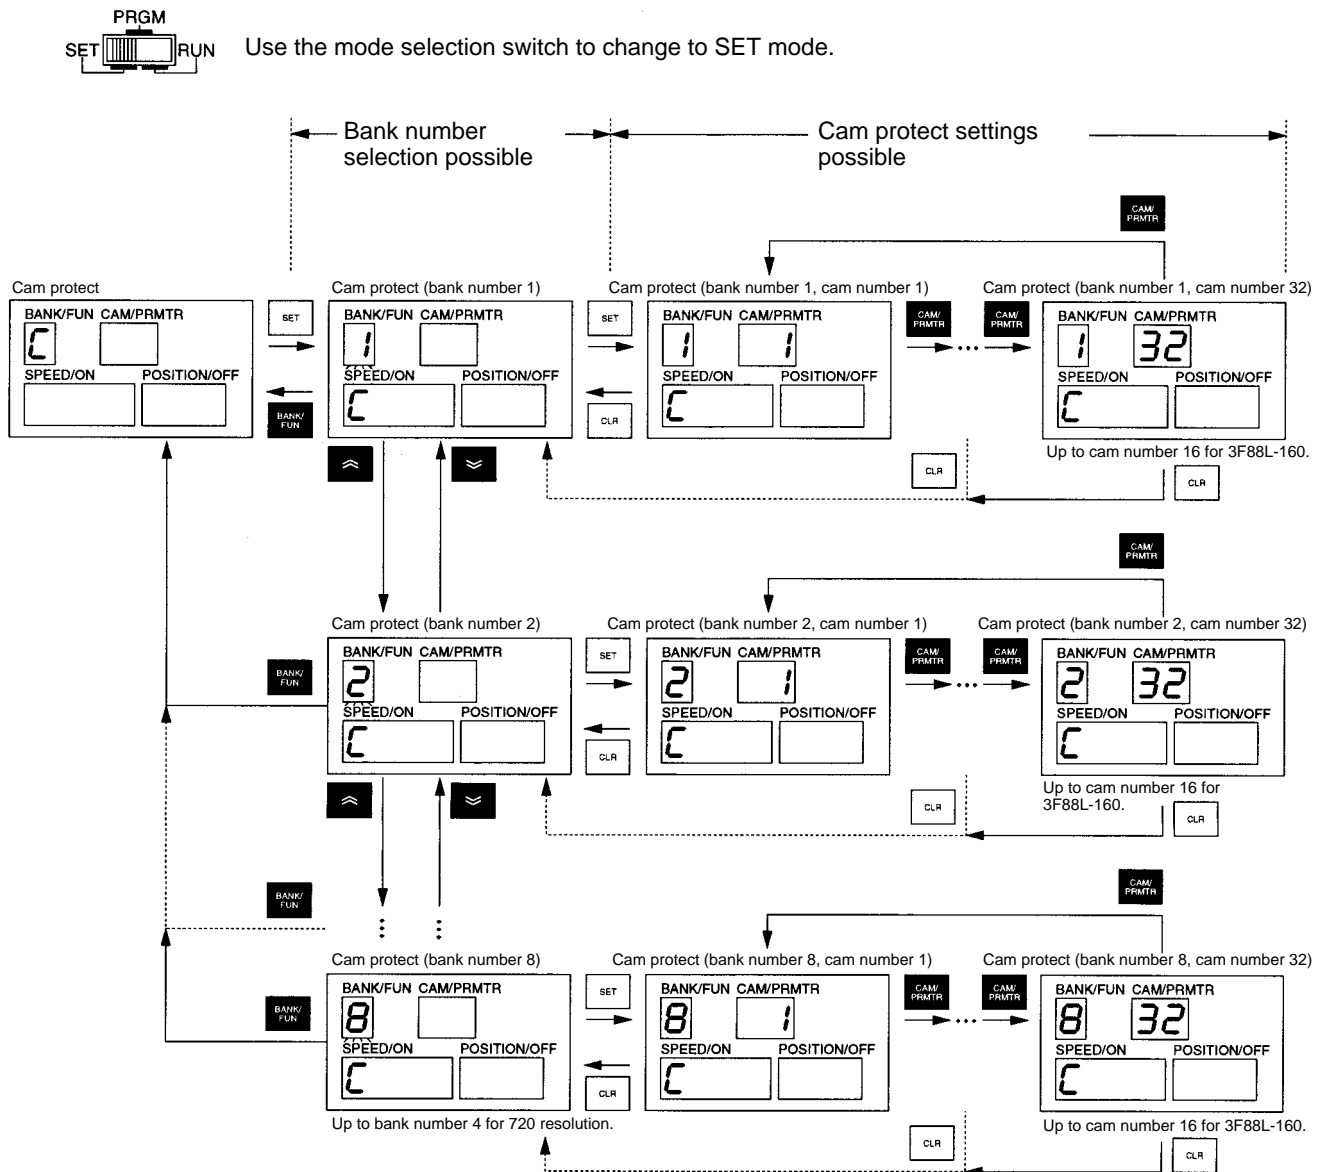 PRGM
SET RUN
Use the mode selection switch to change to SET mode.
Bank number
selection possible
Cam protect settings
possible
CAM/
PRMTR
Cam protect
Cam protect (bank number 1)
Cam protect (bank number 1, cam number 1)
Cam protect (bank number 1, cam number 32)
BANK/FUN CAM/PRMTR
C
SPEED/ON POSITION/OFF
SET
BANK/
FUN
BANK/FUN CAM/PRMTR
1
SPEED/ON POSITION/OFF
C
SET
CLR
BANK/FUN CAM/PRMTR
1 1
SPEED/ON POSITION/OFF
C
CAM/
PRMTR
...
CAM/
PRMTR
BANK/FUN CAM/PRMTR
1 32
SPEED/ON POSITION/OFF
C
Up to cam number 16 for 3F88L-160.
CLR
CLR
CAM/
PRMTR
Cam protect (bank number 2)
Cam protect (bank number 2, cam number 1)
Cam protect (bank number 2, cam number 32)
BANK/
FUN
BANK/FUN CAM/PRMTR
2
SPEED/ON POSITION/OFF
C
SET
CLR
BANK/FUN CAM/PRMTR
2 1
SPEED/ON POSITION/OFF
C
CAM/
PRMTR
...
CAM/
PRMTR
BANK/FUN CAM/PRMTR
2 32
SPEED/ON POSITION/OFF
C
Up to cam number 16 for
3F88L-160.
CLR
CLR
BANK/
FUN
CAM/
PRMTR
Cam protect (bank number 8)
Cam protect (bank number 8, cam number 1)
Cam protect (bank number 8, cam number 32)
BANK/
FUN
BANK/FUN CAM/PRMTR
8
SPEED/ON POSITION/OFF
C
Up to bank number 4 for 720 resolution.
SET
CLR
BANK/FUN CAM/PRMTR
8 1
SPEED/ON POSITION/OFF
C
CAM/
PRMTR
...
CAM/
PRMTR
BANK/FUN CAM/PRMTR
8 32
SPEED/ON POSITION/OFF
C
Up to cam number 16 for 3F88L-160.
CLR
CLR